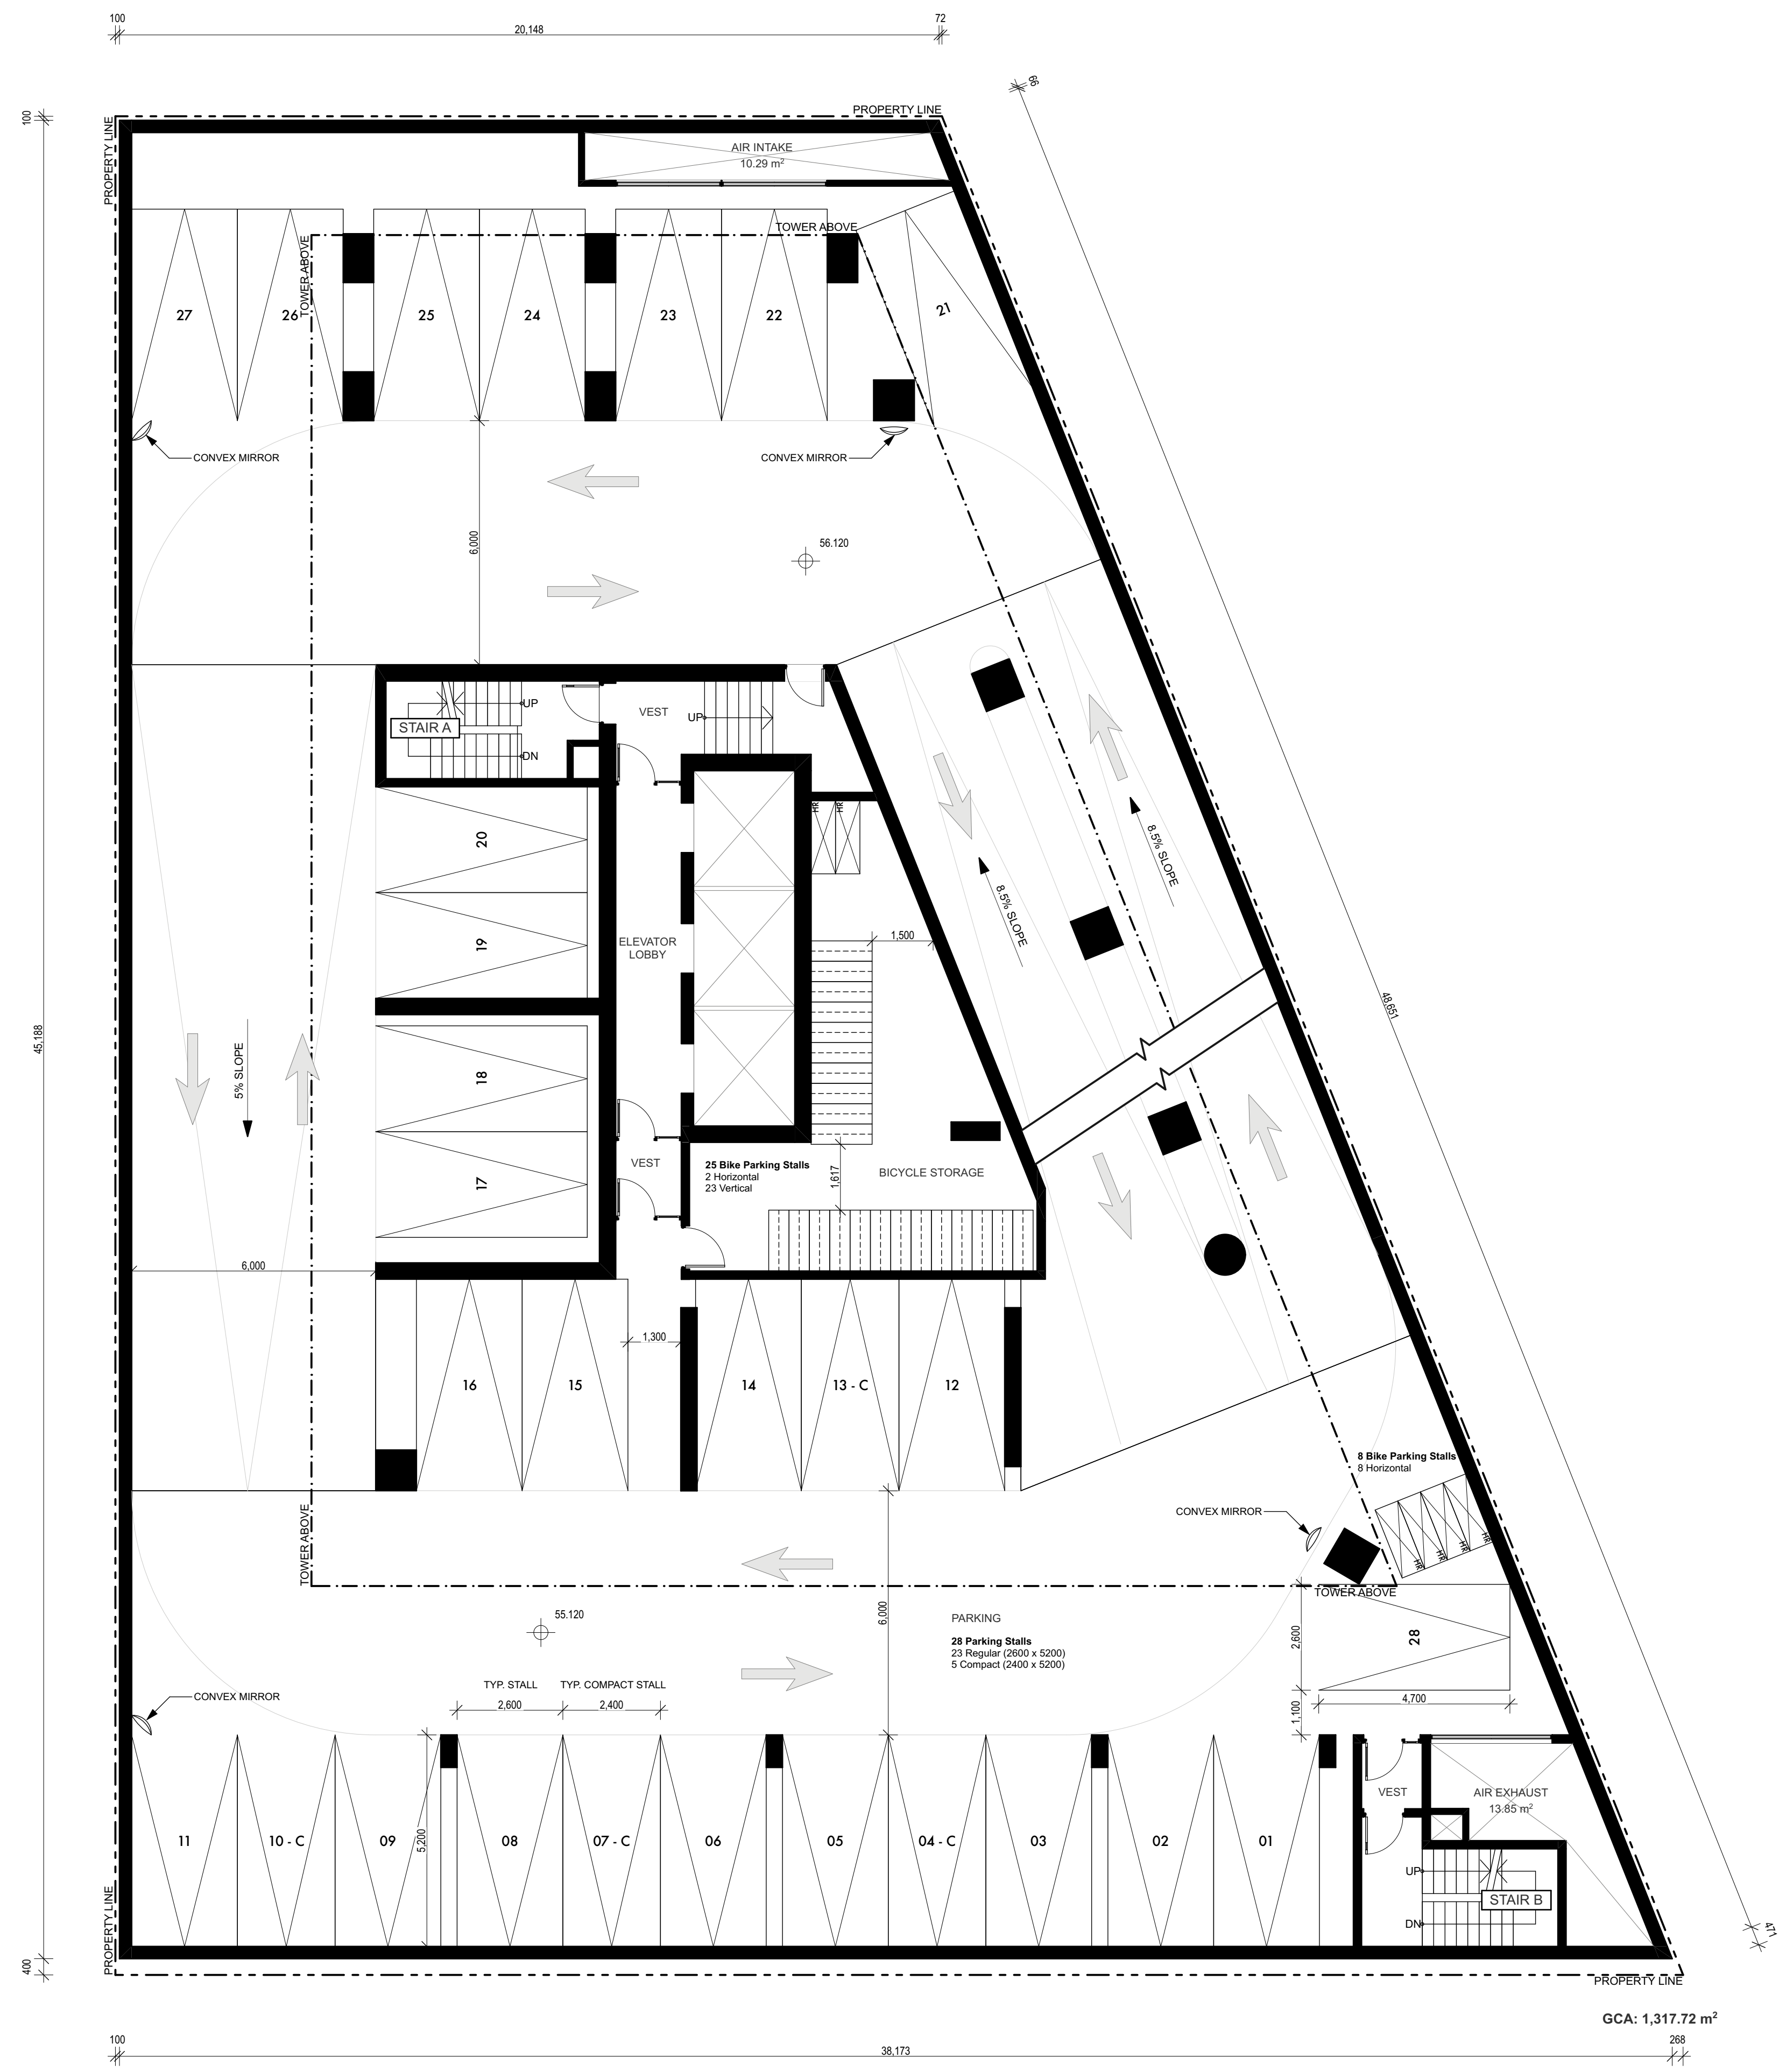 100
20,148
72
66
100
PROPERTY LINE
PROPERTY LINE
AIR INTAKE
10.29 m²
TOWER ABOVE
TOWER ABOVE
27
26
25
24
23
22
21
CONVEX MIRROR
CONVEX MIRROR
6,000
56.120
STAIR A
UP
DN
VEST
UP
HR
HR
8.5% SLOPE
8.5% SLOPE
20
19
ELEVATOR
LOBBY
1,500
48,651
45,188
5% SLOPE
18
17
VEST
25 Bike Parking Stalls
2 Horizontal
23 Vertical
1,617
BICYCLE STORAGE
6,000
1,300
16
15
14
13 - C
12
8 Bike Parking Stalls
8 Horizontal
CONVEX MIRROR
HR
HR
HR
HR
TOWER ABOVE
TOWER ABOVE
55.120
6,000
PARKING
28 Parking Stalls
23 Regular (2600 x 5200)
5 Compact (2400 x 5200)
2,600
28
4,700
1,100
CONVEX MIRROR
TYP. STALL
TYP. COMPACT STALL
2,600
2,400
5,200
11
10 - C
09
08
07 - C
06
05
04 - C
03
02
01
VEST
AIR EXHAUST
13.85 m²
UP
STAIR B
DN
PROPERTY LINE
471
400
PROPERTY LINE
GCA: 1,317.72 m²
100
38,173
268